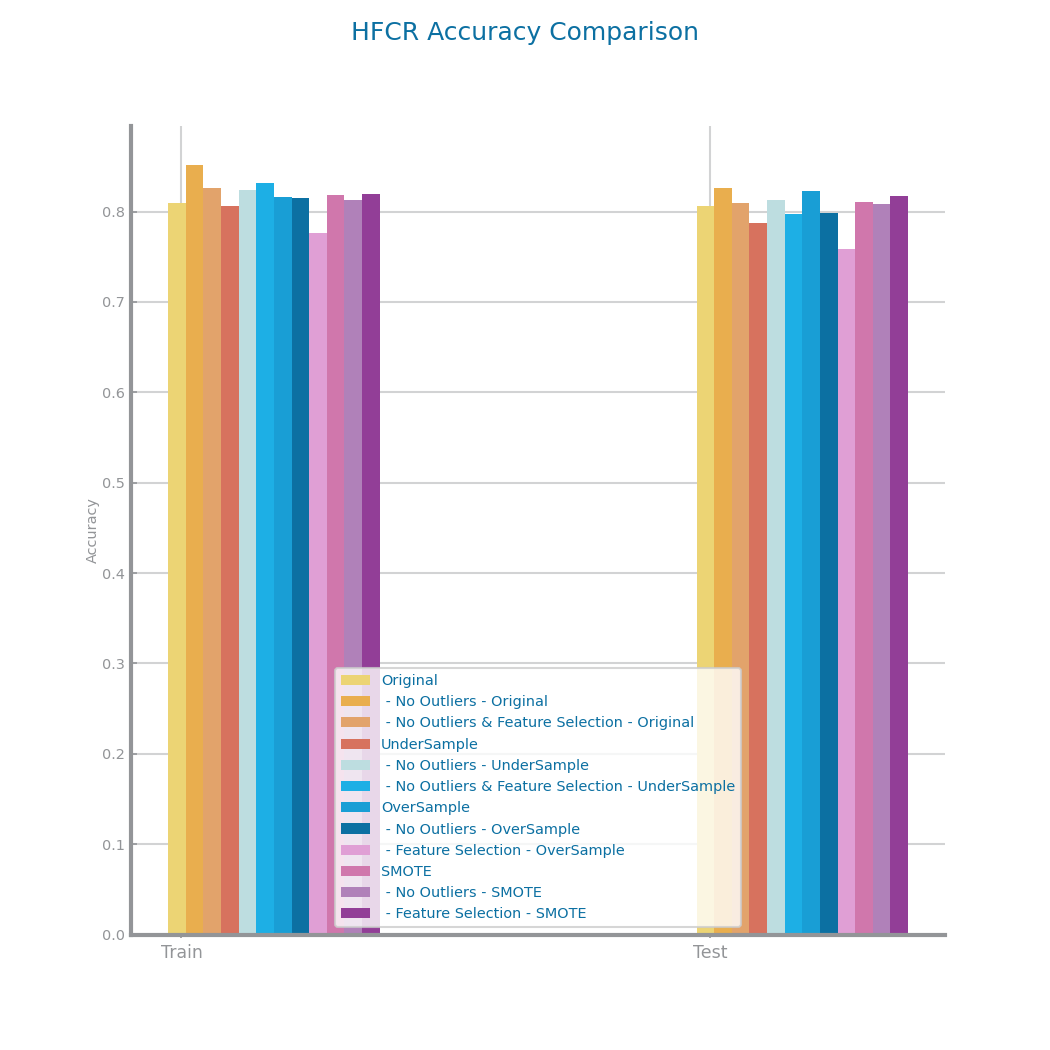 HFCR Accuracy Comparison
Accuracy
0.8
0.7
0.6
0.5
0.4
0.3
0.2
0.1
0.0
Original
- No Outliers - Original
- No Outliers & Feature Selection - Original
UnderSample
- No Outliers - UnderSample
- No Outliers & Feature Selection - UnderSample
OverSample
- No Outliers - OverSample
- Feature Selection - OverSample
SMOTE
- No Outliers - SMOTE
- Feature Selection - SMOTE
Train
Test